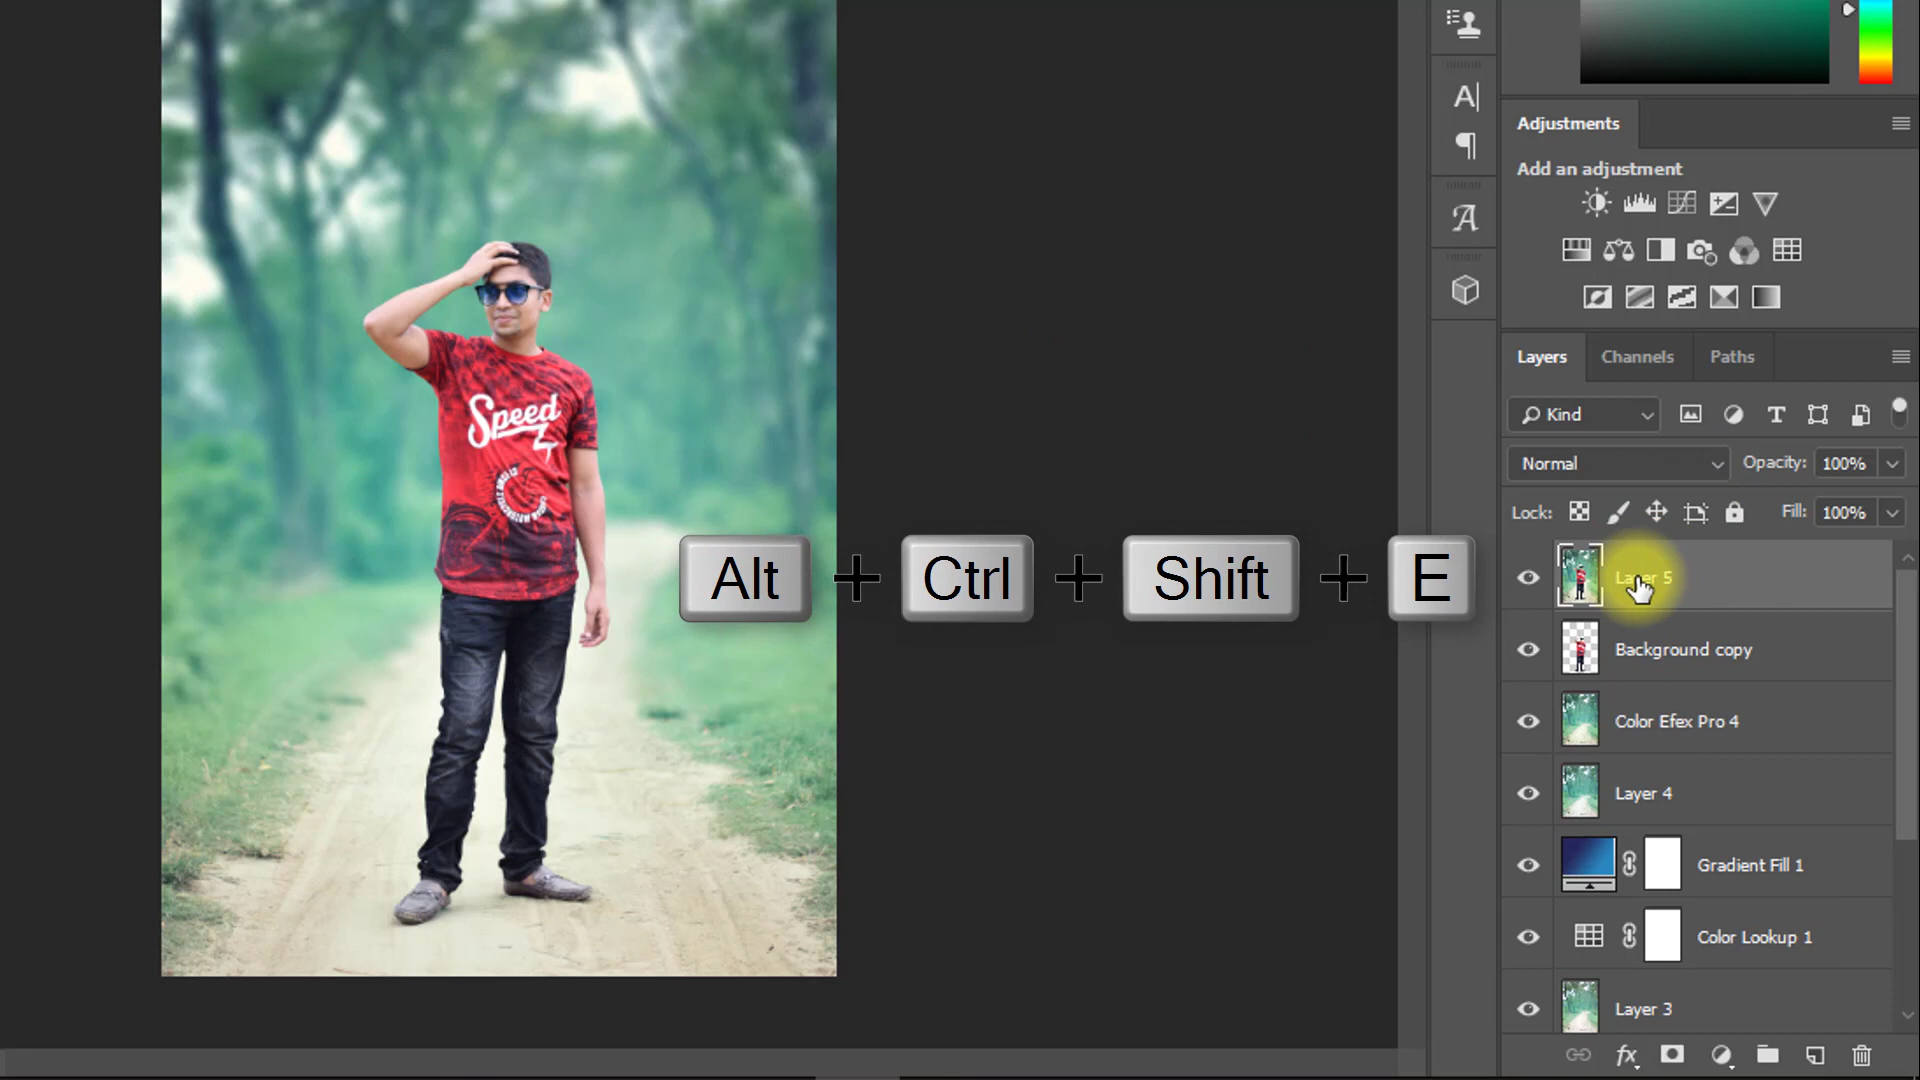 Adjustments
Add an adjustment
Layers
Channels
Paths
Kind
Normal
Opacity:
100%
Lock:
Fill:
100%
Speed
Alt + Ctrl + Shift + E
Layer 5
Background copy
Color Efex Pro 4
Layer 4
Gradient Fill 1
Color Lookup 1
Layer 3
fx